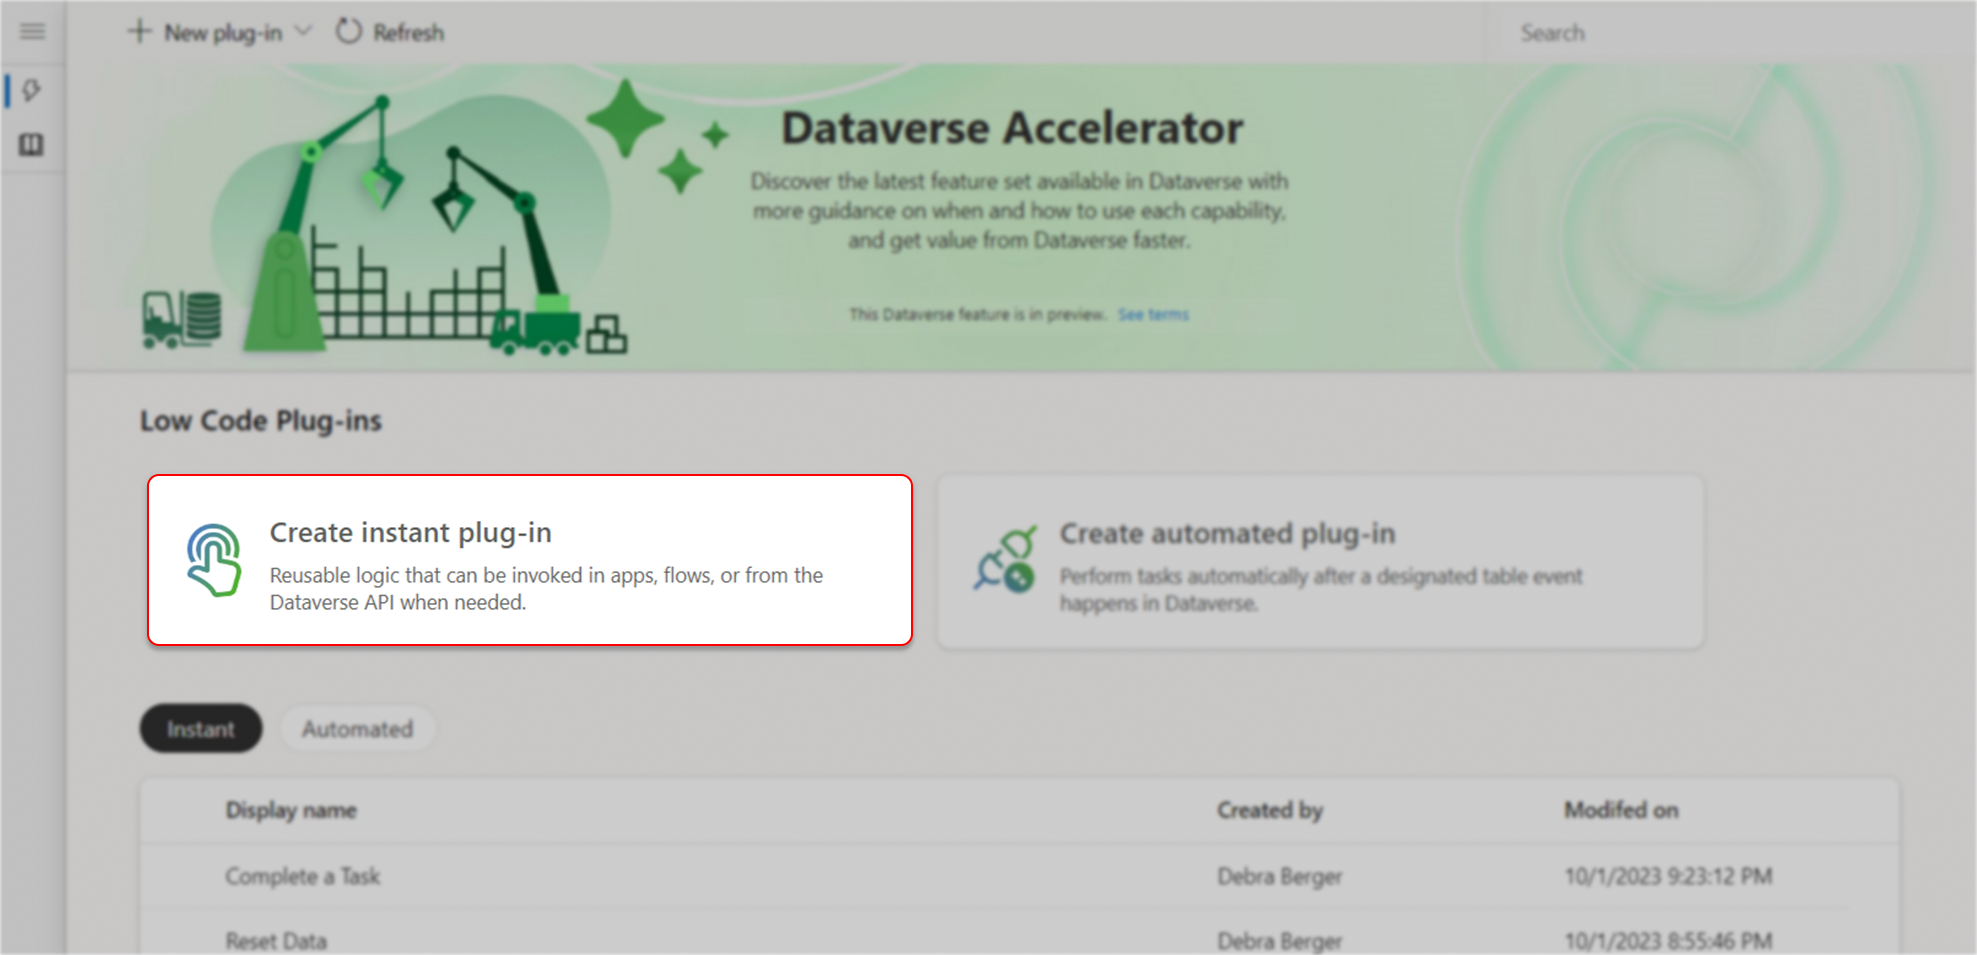 New plug-in
Refresh
Search
Dataverse Accelerator
Discover the latest feature set available in Dataverse with
more guidance on when and how to use each capability,
and get value from Dataverse faster.
This Dataverse feature is in preview. See terms
Low Code Plug-ins
Create instant plug-in
Reusable logic that can be invoked in apps, flows, or from the
Dataverse API when needed.
Create automated plug-in
Perform tasks automatically after a designated table event
happens in Dataverse.
Instant
Automated
Display name
Created by
Modifed on
Complete a Task
Debra Berger
10/1/2023 9:23:12 PM
Reset Data
Debra Berger
10/1/2023 8:55:46 PM